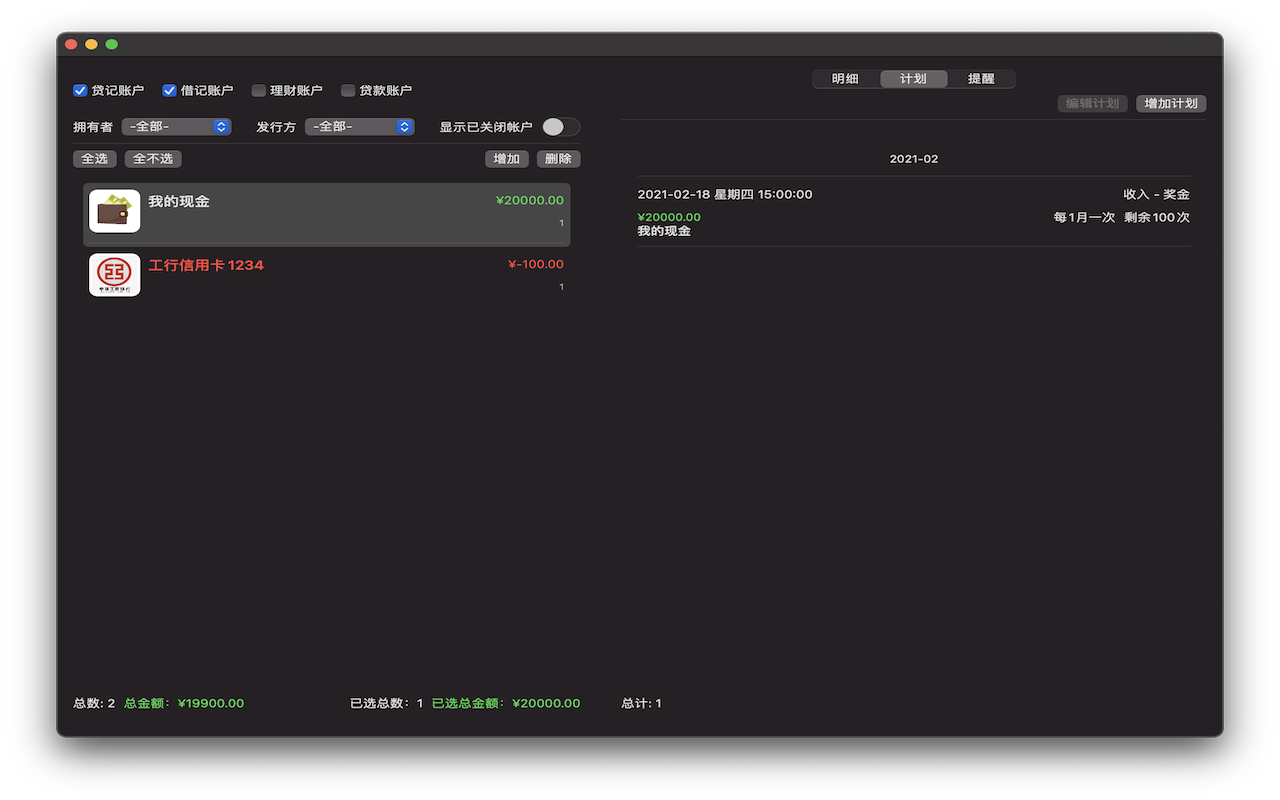 贷记账户 借记账户 理财账户 贷款账户
拥有者 -全部- 发行方 -全部- 显示已关闭帐户
全选 全不选 增加 删除
我的现金 ¥20000.00
1
工行信用卡1234 ¥-100.00
1
总数: 2 总金额: ¥19900.00 已选总数: 1 已选总金额: ¥20000.00
明细 计划 提醒
编辑计划 增加计划
2021-02
2021-02-18 星期四 15:00:00 收入 - 奖金
¥20000.00 每1月一次 剩余100次
我的现金
总计: 1